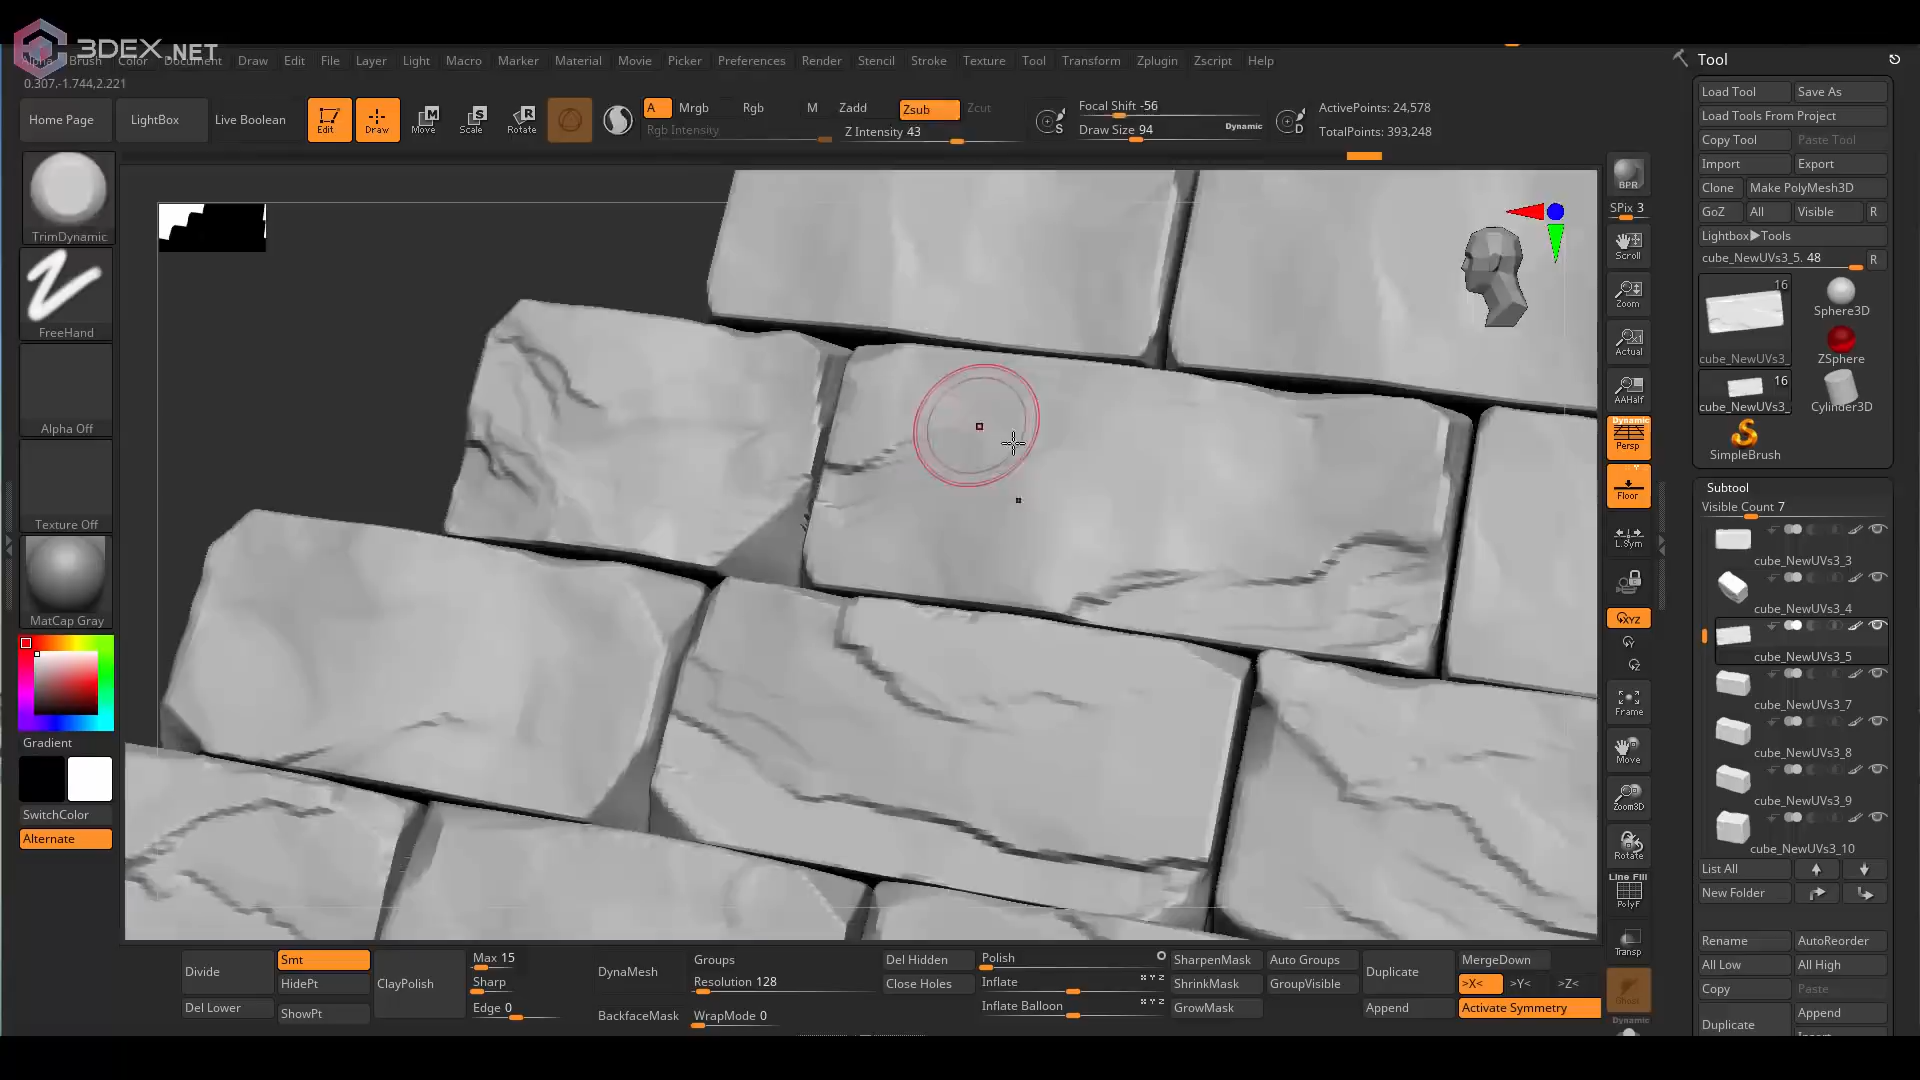 3DEX.NET
Alpha Brush Color Document Draw Edit File Layer Light Macro Marker Material Movie Picker Preferences Render Stencil Stroke Texture Tool Transform Zplugin Zscript Help
0.307,-1.744,2.221
Home Page LightBox Live Boolean Edit Draw Move Scale Rotate
M S R
A Mrgb Rgb M Zadd Zsub Zcut
Rgb Intensity Z Intensity 43
S Focal Shift -56
Draw Size 94 Dynamic
D ActivePoints: 24,578
TotalPoints: 393,248
TrimDynamic
FreeHand
Alpha Off
Texture Off
MatCap Gray
Gradient
SwitchColor
Alternate
BPR
SPix 3
Scroll
Zoom
Actual
AAHalf
Dynamic
Persp
Floor
L.Sym
XYZ
Y
Z
Frame
Move
Zoom3D
Rotate
Line Fill
PolyF
Transp
Ghost
Dynamic
Tool
Load Tool Save As
Load Tools From Project
Copy Tool Paste Tool
Import Export
Clone Make PolyMesh3D
GoZ All Visible R
Lightbox▶Tools
cube_NewUVs3_5. 48 R
16
Sphere3D
cube_NewUVs3_ ZSphere
16
cube_NewUVs3_ Cylinder3D
SimpleBrush
Subtool
Visible Count 7
cube_NewUVs3_3
cube_NewUVs3_4
cube_NewUVs3_5
cube_NewUVs3_7
cube_NewUVs3_8
cube_NewUVs3_9
cube_NewUVs3_10
List All
New Folder
Rename AutoReorder
All Low All High
Copy Paste
Duplicate Append
Divide Smt Max 15 Groups Del Hidden Polish SharpenMask Auto Groups MergeDown
HidePt ClayPolish Sharp DynaMesh Resolution 128 Close Holes Inflate ShrinkMask GroupVisible Duplicate >X< >Y< >Z<
Del Lower ShowPt Edge 0 BackfaceMask WrapMode 0 Inflate Balloon GrowMask Append Activate Symmetry